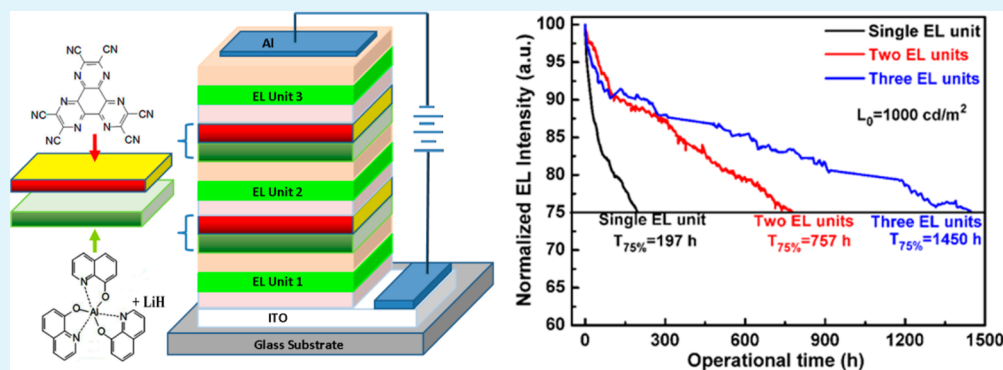 CN
CN
CN
CN
CN
CN
N
N
N
N
N
N
N
O
Al
N
O
O
N
+ LiH
Al
EL Unit 3
EL Unit 2
EL Unit 1
ITO
Glass Substrate
Normalized EL Intensity (a.u.)
100
95
90
85
80
75
70
65
60
Single EL unit
Two EL units
Three EL units
L0=1000 cd/m²
Single EL unit
T75%=197 h
Two EL units
T75%=757 h
Three EL units
T75%=1450 h
0
300
600
900
1200
1500
Operational time (h)